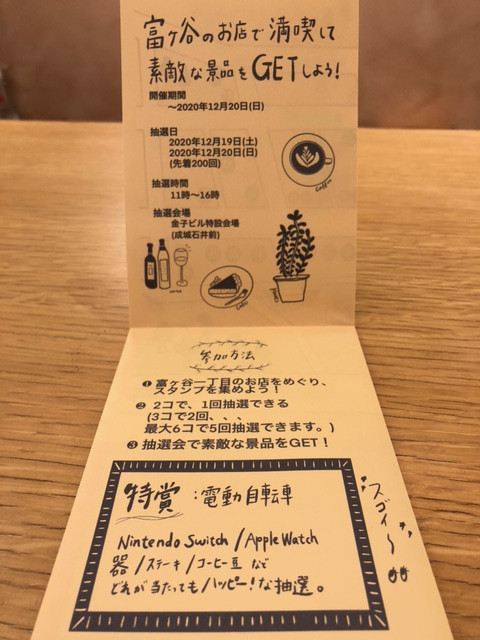 富ヶ谷のお店で満喫して
素敵な景品をGETしよう!
開催期間
～2020年12月20日(日)
抽選日
2020年12月19日(土)
2020年12月20日(日)
(先着200回)
抽選時間
11時～16時
抽選会場
金子ビル特設会場
(成城石井前)
Coffee
参加方法
❶ 富ヶ谷一丁目のお店をめぐり、
スタンプを集めよう!
❷ 2コで、1回抽選できる
(3コで2回、、、
最大6コで5回抽選できます。)
❸ 抽選会で素敵な景品をGET!
特賞:電動自転車
Nintendo Switch / Apple Watch
器 / ステーキ / コーヒー豆 など
どれが当たってもハッピー!な抽選。
スゴイ～